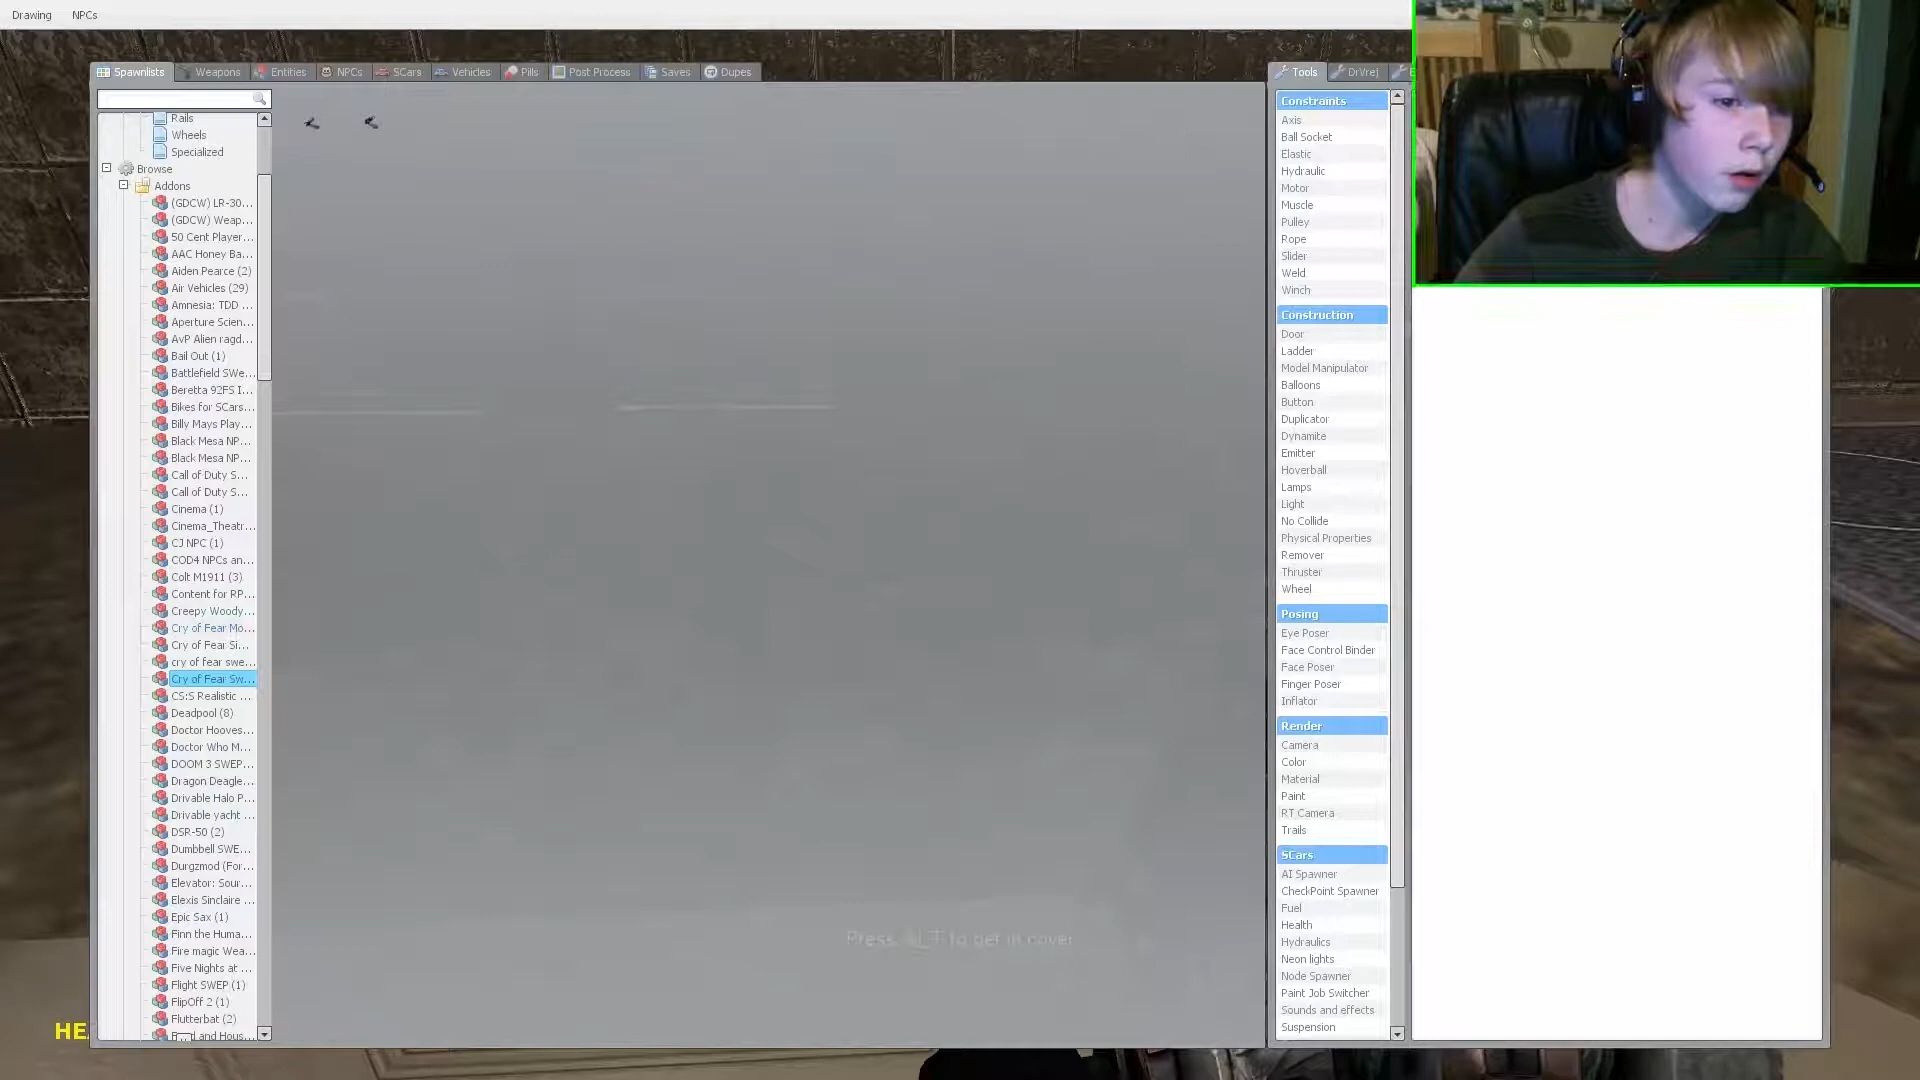 Drawing NPCs
Spawnlists Weapons Entities NPCs SCars Vehicles Pills Post Process Saves Dupes
Rails
Wheels
Specialized
Browse
Addons
(GDCW) LR-30...
(GDCW) Weap...
50 Cent Player...
AAC Honey Ba...
Aiden Pearce (2)
Air Vehicles (29)
Amnesia: TDD ...
Aperture Scien...
AvP Alien ragd...
Bail Out (1)
Battlefield SWe...
Beretta 92FS I...
Bikes for SCars...
Billy Mays Play...
Black Mesa NP...
Black Mesa NP...
Call of Duty S...
Call of Duty S...
Cinema (1)
Cinema_Theatr...
CJ NPC (1)
COD4 NPCs an...
Colt M1911 (3)
Content for RP...
Creepy Woody...
Cry of Fear Mo...
Cry of Fear Si...
cry of fear swe...
Cry of Fear Sw...
CS:S Realistic ...
Deadpool (8)
Doctor Hooves...
Doctor Who M...
DOOM 3 SWEP...
Dragon Deagle...
Drivable Halo P...
Drivable yacht ...
DSR-50 (2)
Dumbbell SWE...
Durgzmod (For...
Elevator: Sour...
Elexis Sinclaire ...
Epic Sax (1)
Finn the Huma...
Fire magic Wea...
Five Nights at ...
Flight SWEP (1)
FlipOff 2 (1)
Flutterbat (2)
and Hous...
HEA
Press ALT to get in cover
Tools DrVrej
Constraints
Axis
Ball Socket
Elastic
Hydraulic
Motor
Muscle
Pulley
Rope
Slider
Weld
Winch
Construction
Door
Ladder
Model Manipulator
Balloons
Button
Duplicator
Dynamite
Emitter
Hoverball
Lamps
Light
No Collide
Physical Properties
Remover
Thruster
Wheel
Posing
Eye Poser
Face Control Binder
Face Poser
Finger Poser
Inflator
Render
Camera
Color
Material
Paint
RT Camera
Trails
SCars
AI Spawner
CheckPoint Spawner
Fuel
Health
Hydraulics
Neon lights
Node Spawner
Paint Job Switcher
Sounds and effects
Suspension